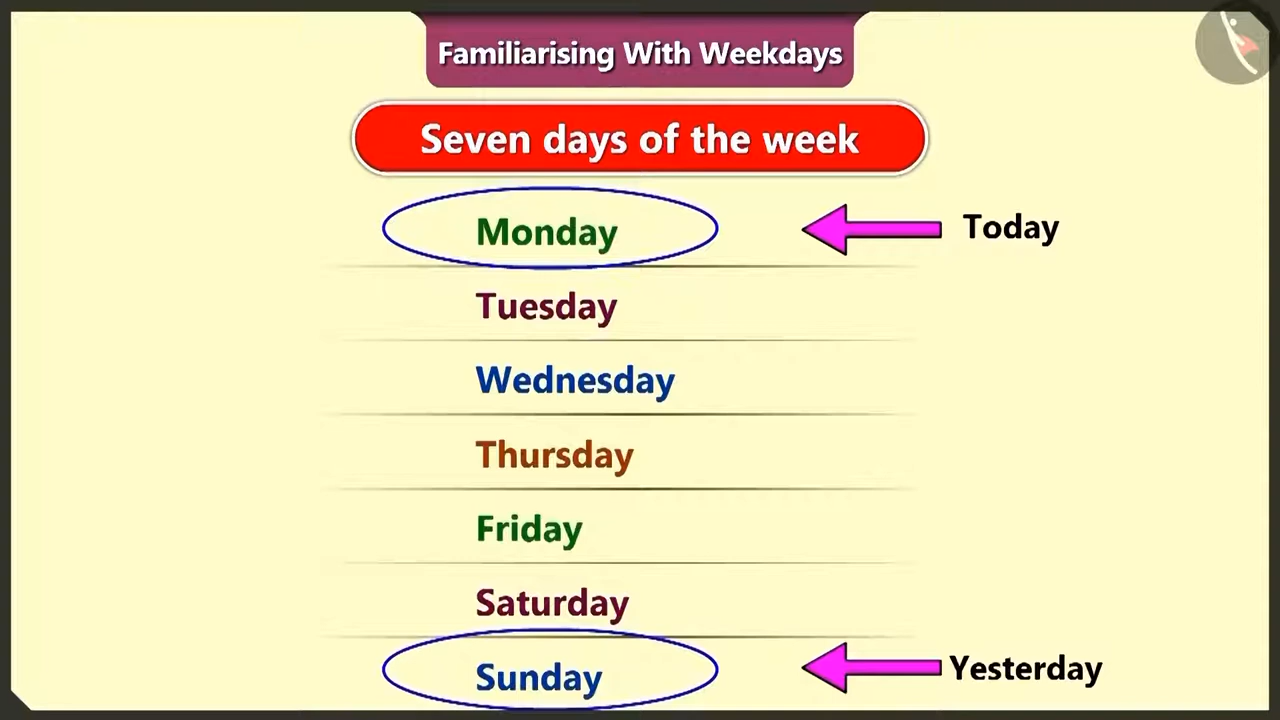 Familiarising With Weekdays
Seven days of the week
Monday
Today
Tuesday
Wednesday
Thursday
Friday
Saturday
Sunday
Yesterday